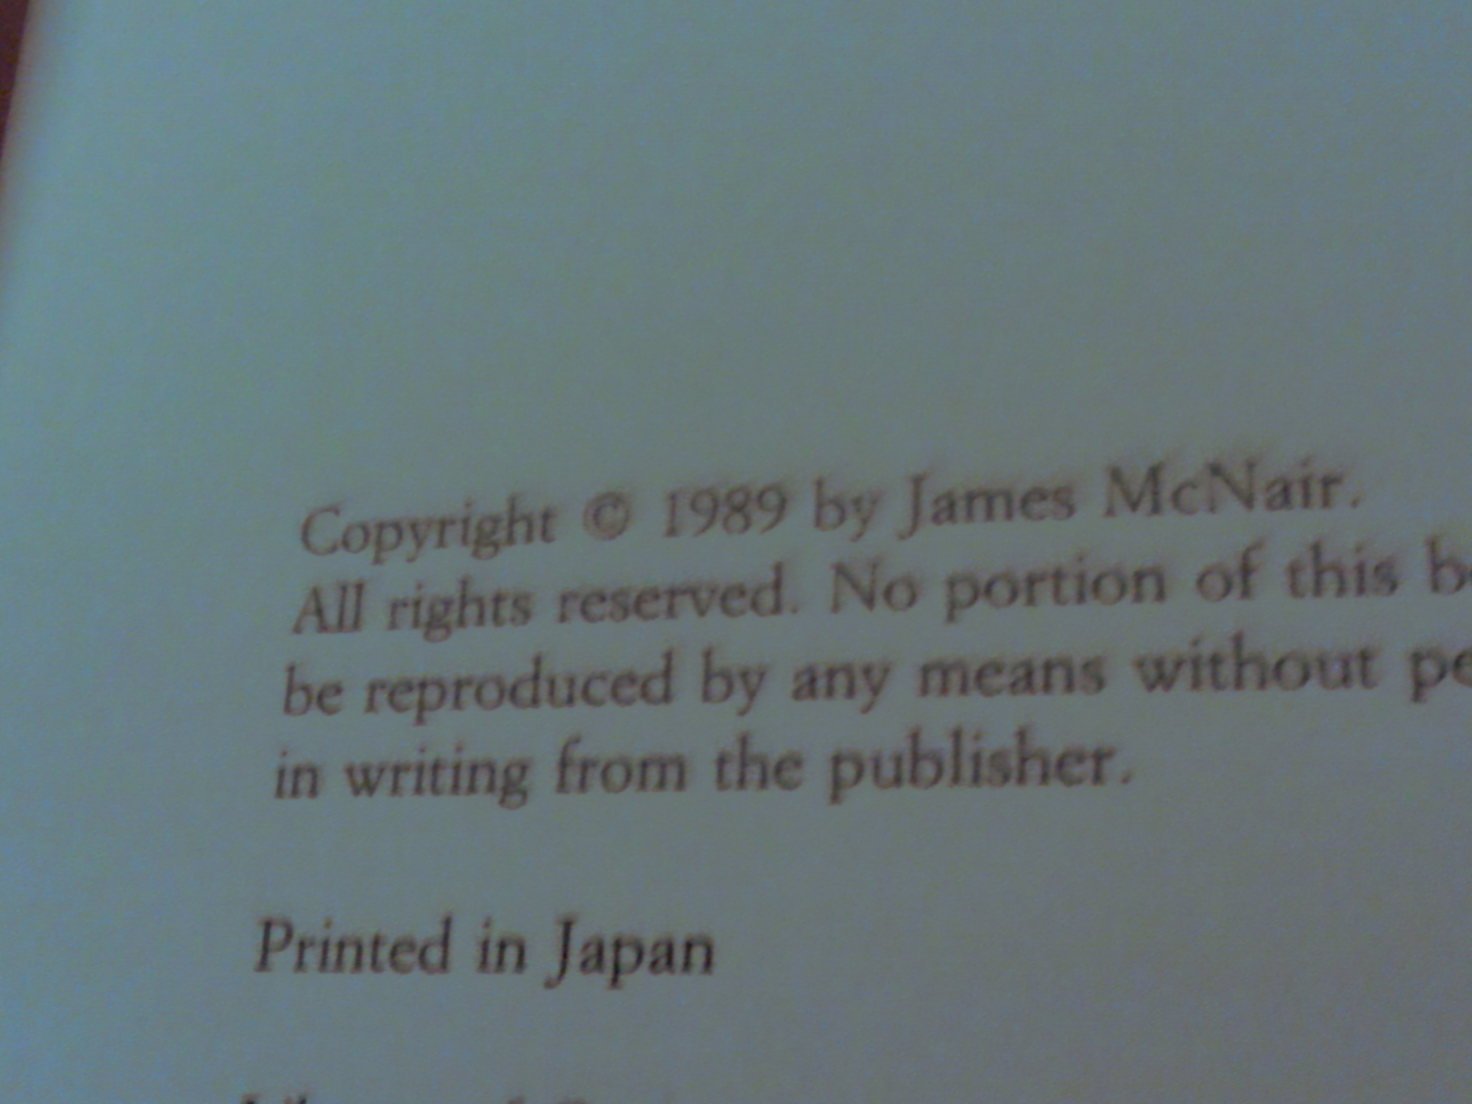 Copyright © 1989 by James McNair.
All rights reserved. No portion of this
be reproduced by any means without
in writing from the publisher.
Printed in Japan